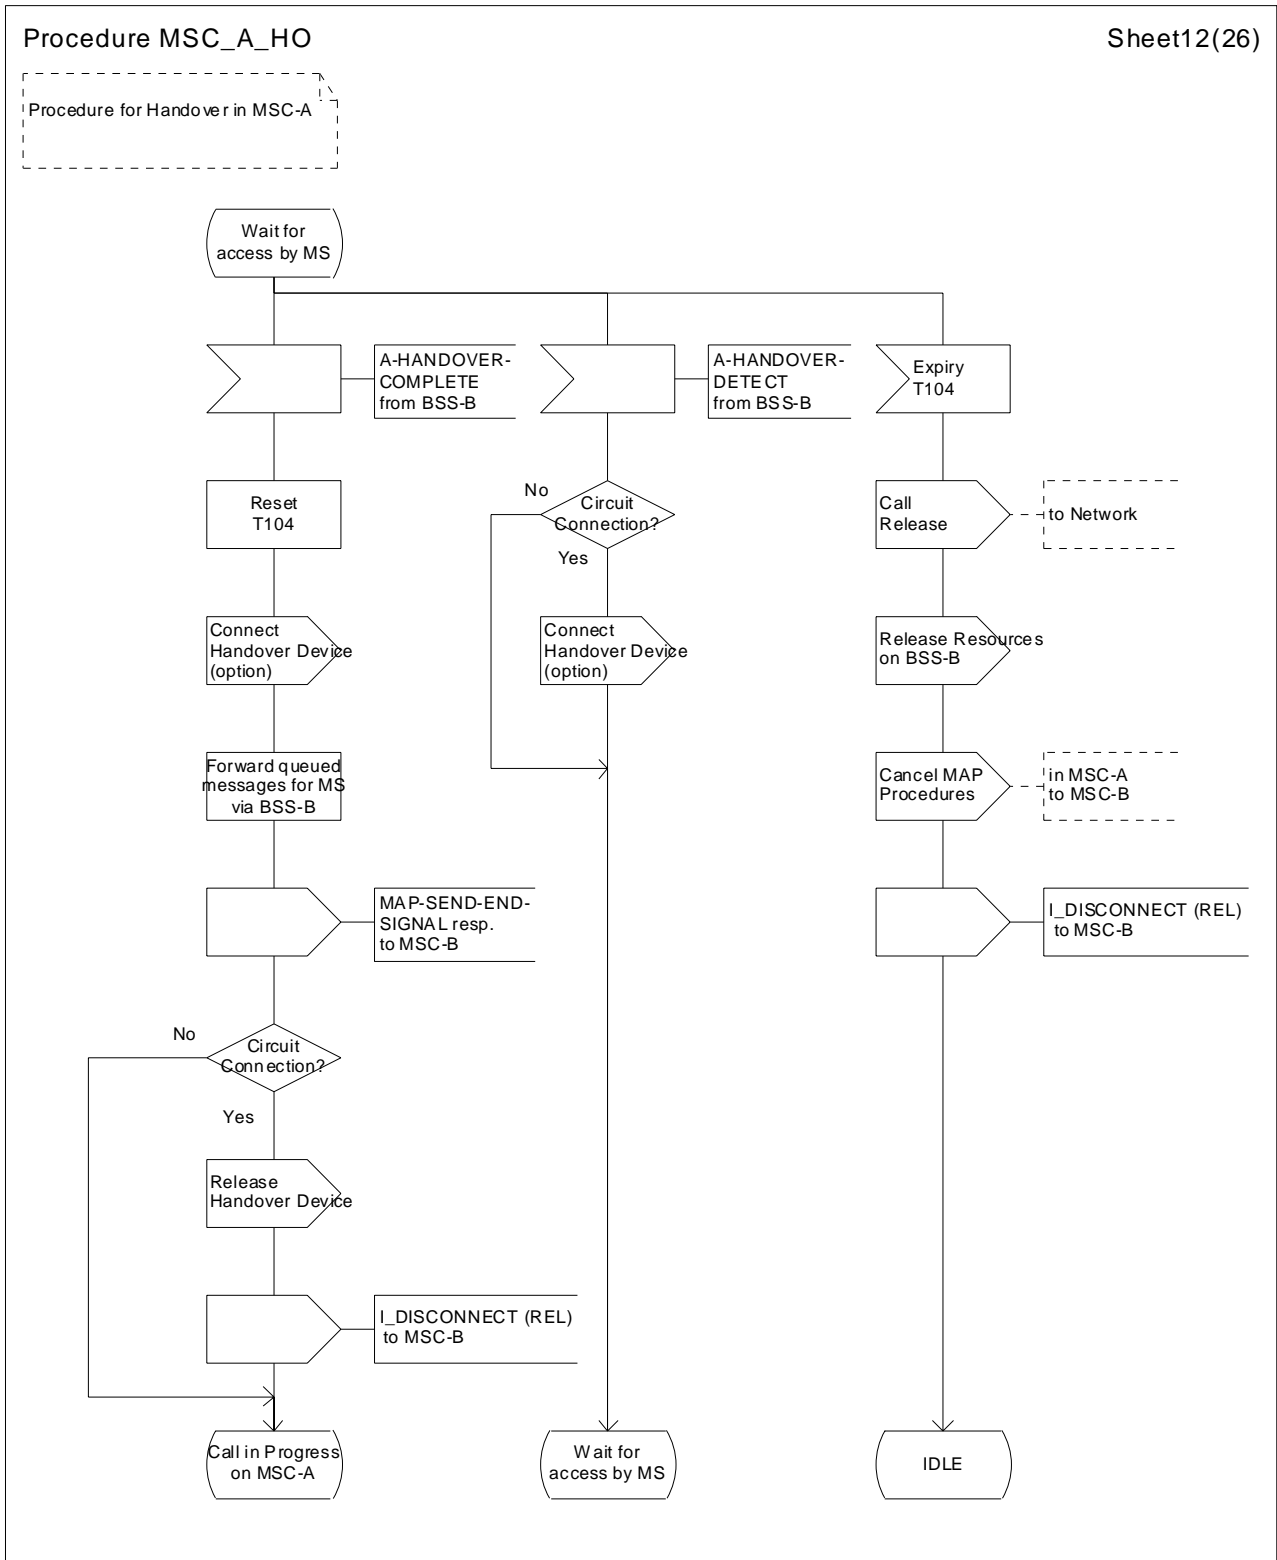 Procedure MSC_A_HO
Sheet12(26)
Procedure for Handover in MSC-A
Wait for
access by MS
A-HANDOVER-
COMPLETE
from BSS-B
A-HANDOVER-
DETECT
from BSS-B
Expiry
T104
Reset
T104
No
Circuit
Connection?
Yes
Call
Release
to Network
Connect
Handover Device
(option)
Connect
Handover Device
(option)
Release Resources
on BSS-B
Forward queued
messages for MS
via BSS-B
Cancel MAP
Procedures
in MSC-A
to MSC-B
MAP-SEND-END-
SIGNAL resp.
to MSC-B
I_DISCONNECT (REL)
to MSC-B
No
Circuit
Connection?
Yes
Release
Handover Device
I_DISCONNECT (REL)
to MSC-B
Call in Progress
on MSC-A
Wait for
access by MS
IDLE